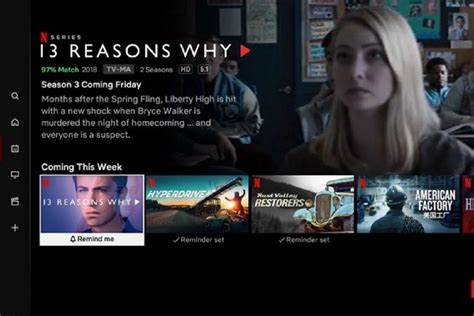 N SERIES
13 REASONS WHY
97% Match 2018 TV-MA 2 Seasons HD 5.1
Season 3 Coming Friday
Months after the Spring Fling, Liberty High is hit
with a new shock when Bryce Walker is
murdered the night of homecoming ... and
everyone is a suspect.
Coming This Week
N
13 REASONS WHY
Remind me
N
HYPERDRIVE
Reminder set
N
Rust Valley
RESTORERS
Reminder set
N
AMERICAN
FACTORY
美国工厂
N